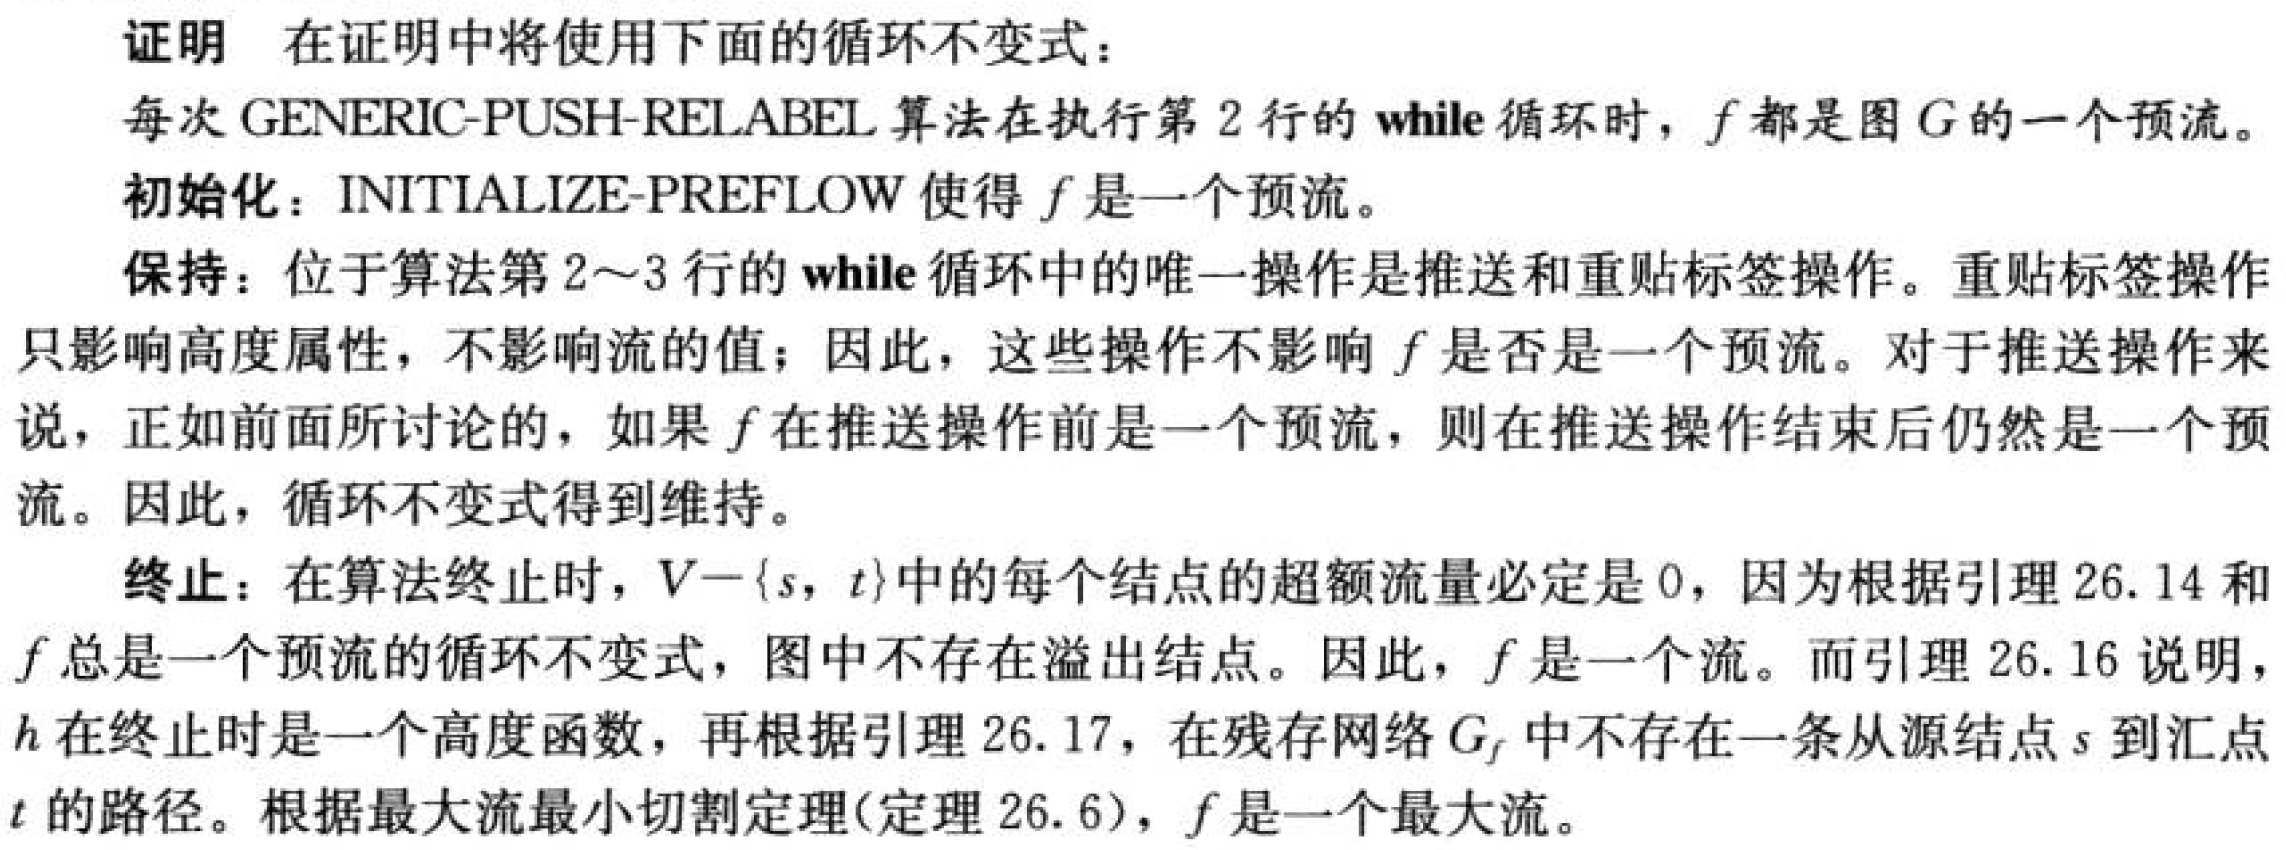 证明 在证明中将使用下面的循环不变式:
每次 GENERIC-PUSH-RELABEL 算法在执行第 2 行的 while 循环时, f 都是图 G 的一个预流。
初始化: INITIALIZE-PREFLOW 使得 f 是一个预流。
保持: 位于算法第 2~3 行的 while 循环中的唯一操作是推送和重贴标签操作。重贴标签操作
只影响高度属性, 不影响流的值; 因此, 这些操作不影响 f 是否是一个预流。对于推送操作来
说, 正如前面所讨论的, 如果 f 在推送操作前是一个预流, 则在推送操作结束后仍然是一个预
流。因此, 循环不变式得到维持。
终止: 在算法终止时, V－{s, t}中的每个结点的超额流量必定是 0, 因为根据引理 26.14 和
f 总是一个预流的循环不变式, 图中不存在溢出结点。因此, f 是一个流。而引理 26.16 说明,
h 在终止时是一个高度函数, 再根据引理 26.17, 在残存网络 G_f 中不存在一条从源结点 s 到汇点
t 的路径。根据最大流最小切割定理(定理 26.6), f 是一个最大流。